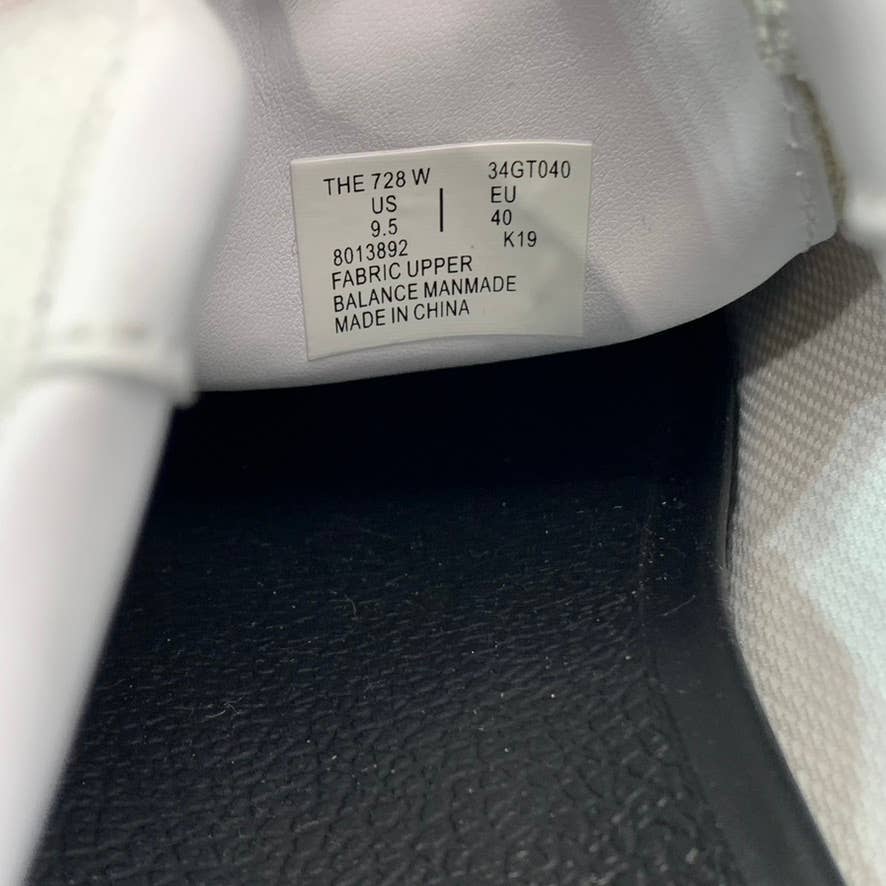 THE 728 W 34GT040
US | EU
9.5 40
8013892 K19
FABRIC UPPER
BALANCE MANMADE
MADE IN CHINA